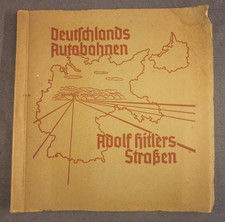 Deutschlands
Autobahnen
Adolf Hitlers
Straßen